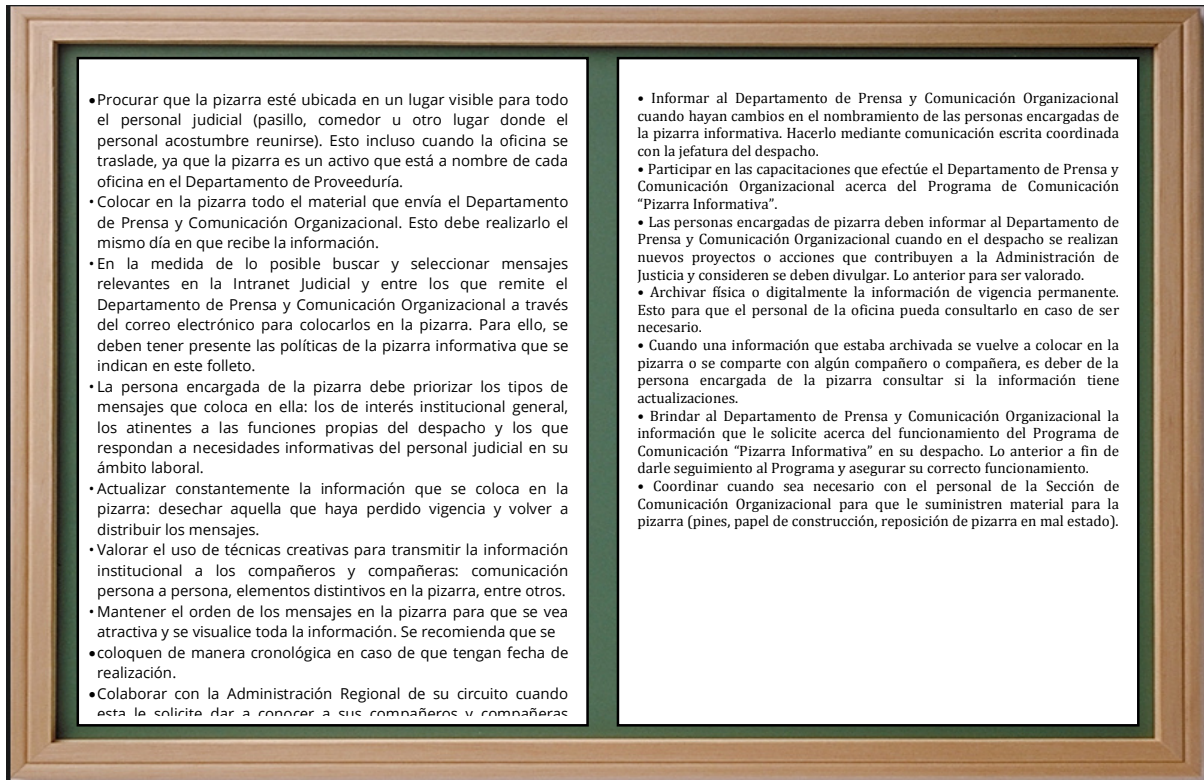 •Procurar que la pizarra esté ubicada en un lugar visible para todo
el personal judicial (pasillo, comedor u otro lugar donde el
personal acostumbre reunirse). Esto incluso cuando la oficina se
traslade, ya que la pizarra es un activo que está a nombre de cada
oficina en el Departamento de Proveeduría.
•Colocar en la pizarra todo el material que envía el Departamento
de Prensa y Comunicación Organizacional. Esto debe realizarlo el
mismo día en que recibe la información.
•En la medida de lo posible buscar y seleccionar mensajes
relevantes en la Intranet Judicial y entre los que remite el
Departamento de Prensa y Comunicación Organizacional a través
del correo electrónico para colocarlos en la pizarra. Para ello, se
deben tener presente las políticas de la pizarra informativa que se
indican en este folleto.
•La persona encargada de la pizarra debe priorizar los tipos de
mensajes que coloca en ella: los de interés institucional general,
los atinentes a las funciones propias del despacho y los que
respondan a necesidades informativas del personal judicial en su
ámbito laboral.
•Actualizar constantemente la información que se coloca en la
pizarra: desechar aquella que haya perdido vigencia y volver a
distribuir los mensajes.
•Valorar el uso de técnicas creativas para transmitir la información
institucional a los compañeros y compañeras: comunicación
persona a persona, elementos distintivos en la pizarra, entre otros.
•Mantener el orden de los mensajes en la pizarra para que se vea
atractiva y se visualice toda la información. Se recomienda que se
•coloquen de manera cronológica en caso de que tengan fecha de
realización.
•Colaborar con la Administración Regional de su circuito cuando
esta le solicite dar a conocer a sus compañeros y compañeras
• Informar al Departamento de Prensa y Comunicación Organizacional
cuando hayan cambios en el nombramiento de las personas encargadas de
la pizarra informativa. Hacerlo mediante comunicación escrita coordinada
con la jefatura del despacho.
• Participar en las capacitaciones que efectúe el Departamento de Prensa y
Comunicación Organizacional acerca del Programa de Comunicación
“Pizarra Informativa”.
• Las personas encargadas de pizarra deben informar al Departamento de
Prensa y Comunicación Organizacional cuando en el despacho se realizan
nuevos proyectos o acciones que contribuyen a la Administración de
Justicia y consideren se deben divulgar. Lo anterior para ser valorado.
• Archivar física o digitalmente la información de vigencia permanente.
Esto para que el personal de la oficina pueda consultarlo en caso de ser
necesario.
• Cuando una información que estaba archivada se vuelve a colocar en la
pizarra o se comparte con algún compañero o compañera, es deber de la
persona encargada de la pizarra consultar si la información tiene
actualizaciones.
• Brindar al Departamento de Prensa y Comunicación Organizacional la
información que le solicite acerca del funcionamiento del Programa de
Comunicación “Pizarra Informativa” en su despacho. Lo anterior a fin de
darle seguimiento al Programa y asegurar su correcto funcionamiento.
• Coordinar cuando sea necesario con el personal de la Sección de
Comunicación Organizacional para que le suministren material para la
pizarra (pines, papel de construcción, reposición de pizarra en mal estado).